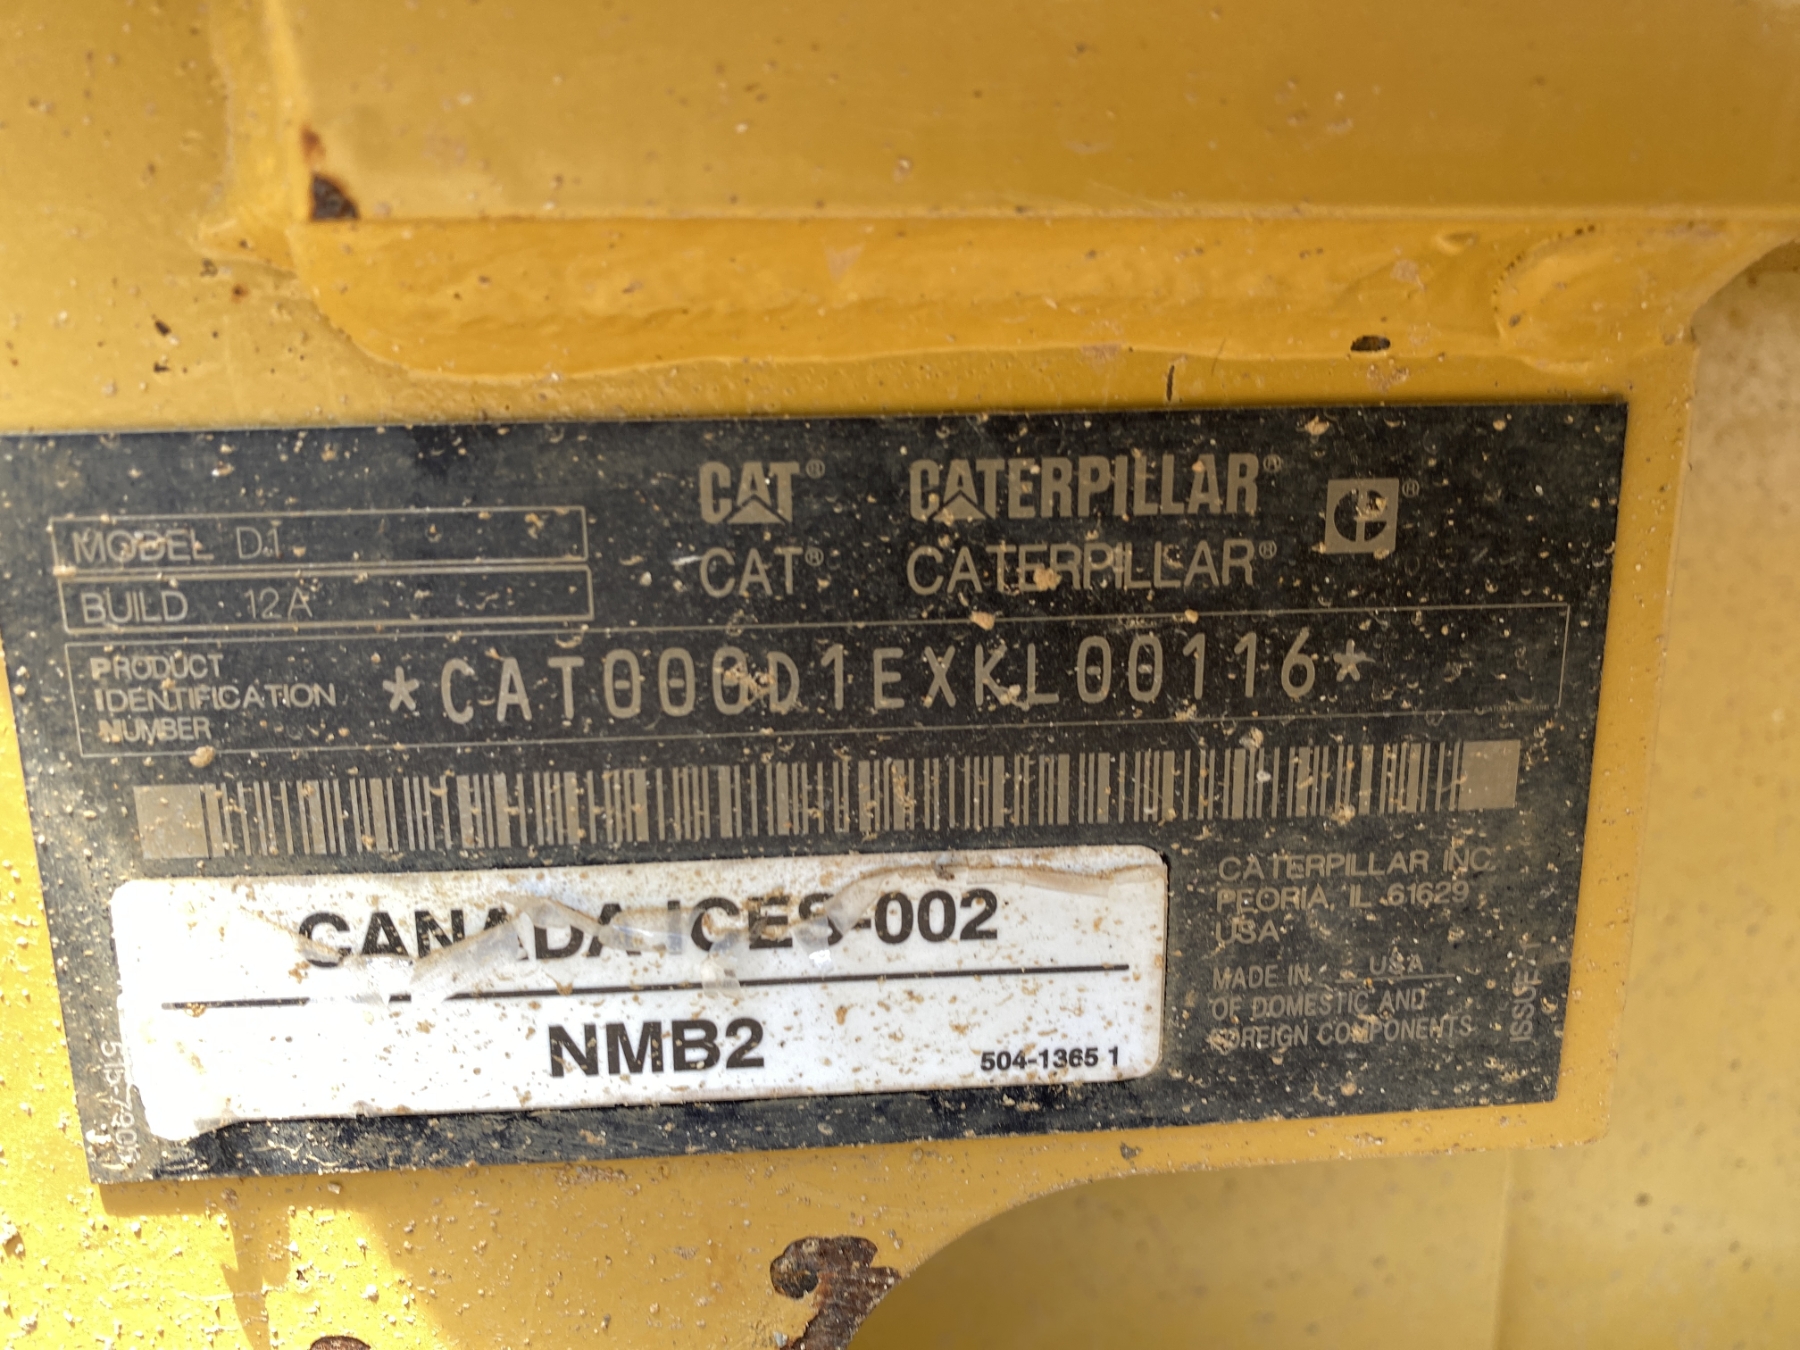 CAT® CATERPILLAR® ®
MODEL D1
CAT® CATERPILLAR®
BUILD 12A
PRODUCT
IDENTIFICATION
NUMBER
*CAT000D1EXKL00116*
CATERPILLAR INC
PEORIA, IL 61629
USA
MADE IN USA
OF DOMESTIC AND
FOREIGN COMPONENTS
ISSUE 1
CANADA ICES-002
NMB2
504-1365 1